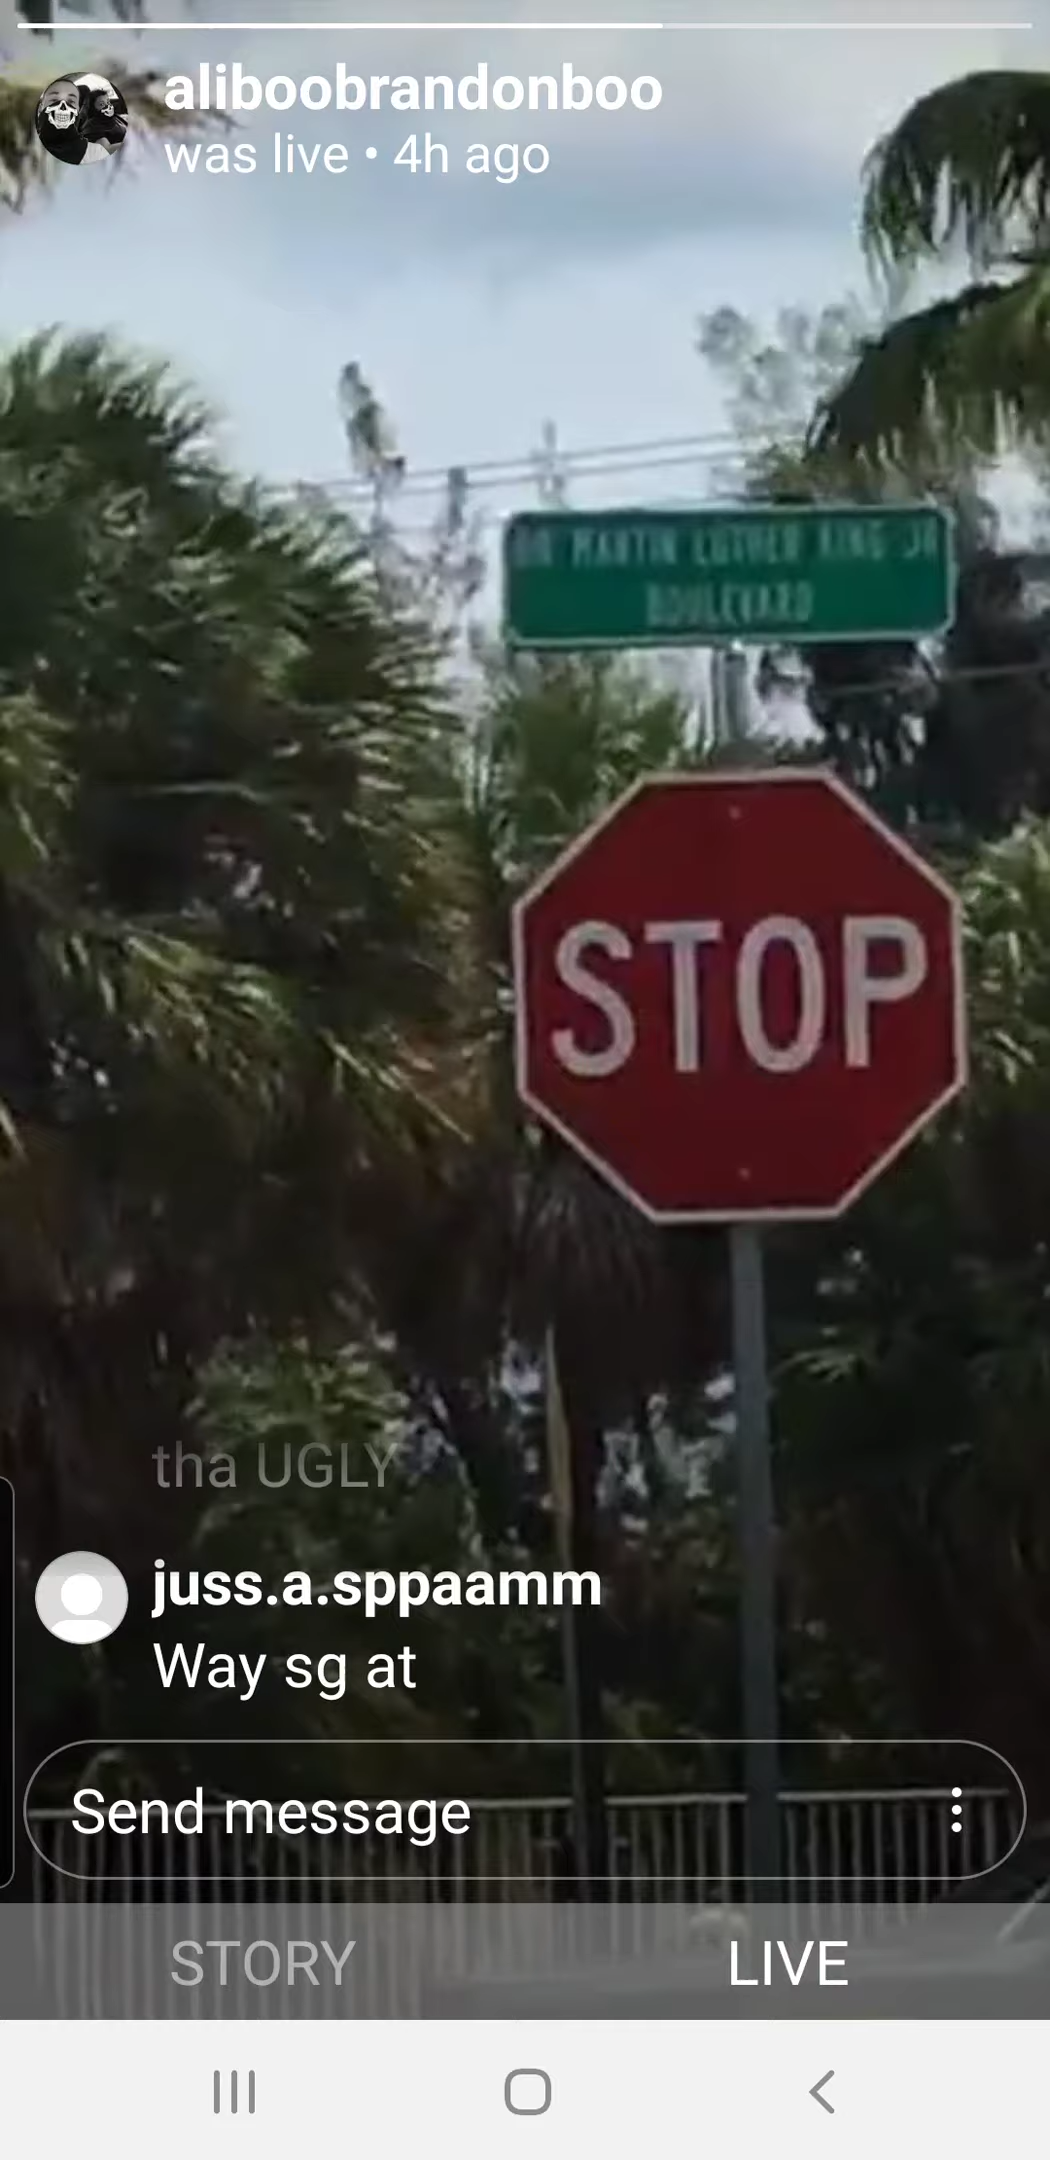 aliboobrandonboo
was live • 4h ago
DR MARTIN LUTHER KING JR
BOULEVARD
STOP
tha UGLY
juss.a.sppaamm
Way sg at
Send message
STORY
LIVE